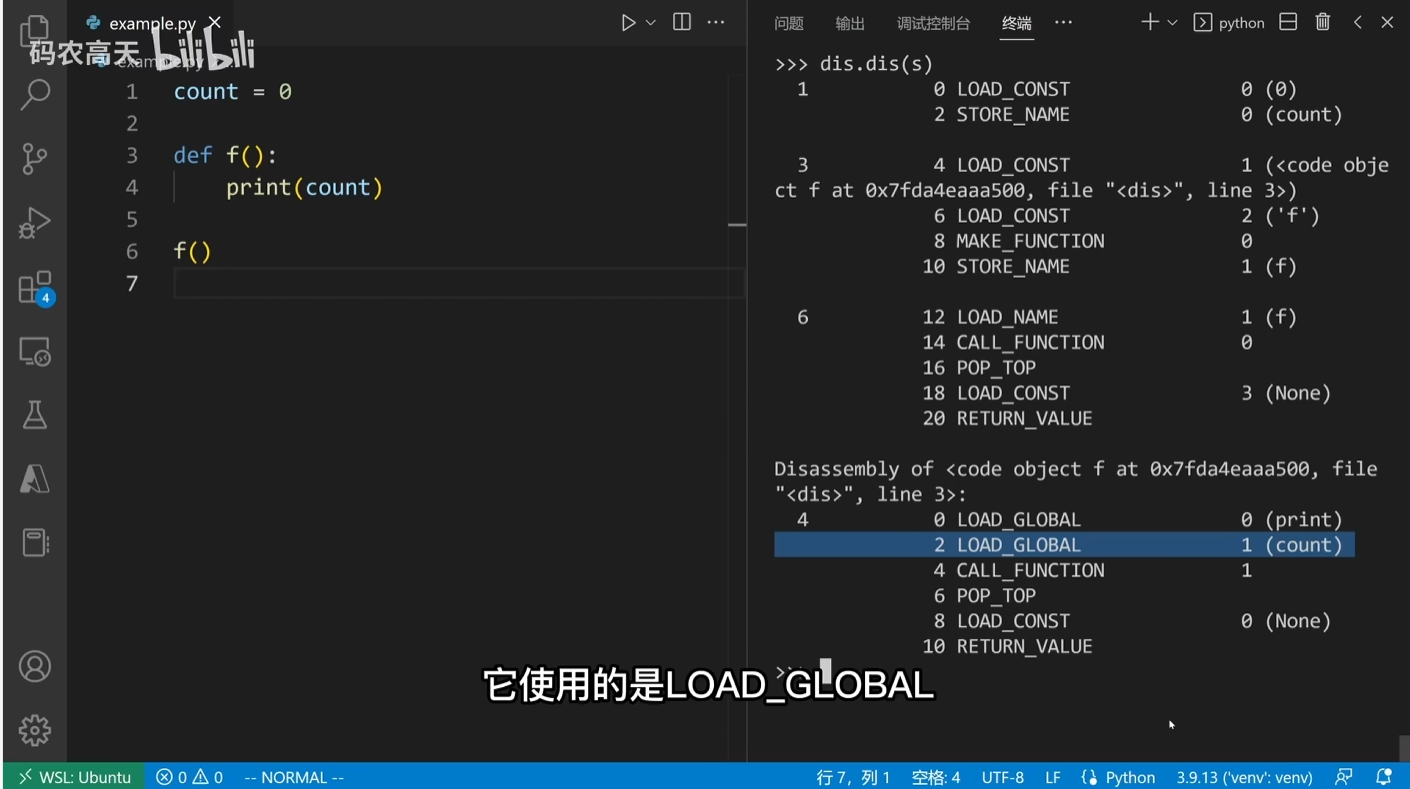 example.py
问题 输出 调试控制台 终端 ··· python
码农高天 bilibili
example.py
1 count = 0
2
3 def f():
4     print(count)
5
6 f()
7
>>> dis.dis(s)
  1           0 LOAD_CONST               0 (0)
              2 STORE_NAME               0 (count)
  3           4 LOAD_CONST               1 (<code obje
ct f at 0x7fda4eaaa500, file "<dis>", line 3>)
              6 LOAD_CONST               2 ('f')
              8 MAKE_FUNCTION            0
             10 STORE_NAME               1 (f)
  6          12 LOAD_NAME                1 (f)
             14 CALL_FUNCTION            0
             16 POP_TOP
             18 LOAD_CONST               3 (None)
             20 RETURN_VALUE
Disassembly of <code object f at 0x7fda4eaaa500, file
"<dis>", line 3>:
  4           0 LOAD_GLOBAL              0 (print)
              2 LOAD_GLOBAL              1 (count)
              4 CALL_FUNCTION            1
              6 POP_TOP
              8 LOAD_CONST               0 (None)
             10 RETURN_VALUE
>>>
4
它使用的是LOAD_GLOBAL
WSL: Ubuntu 0 0 -- NORMAL -- 行 7，列 1 空格: 4 UTF-8 LF Python 3.9.13 ('venv': venv)